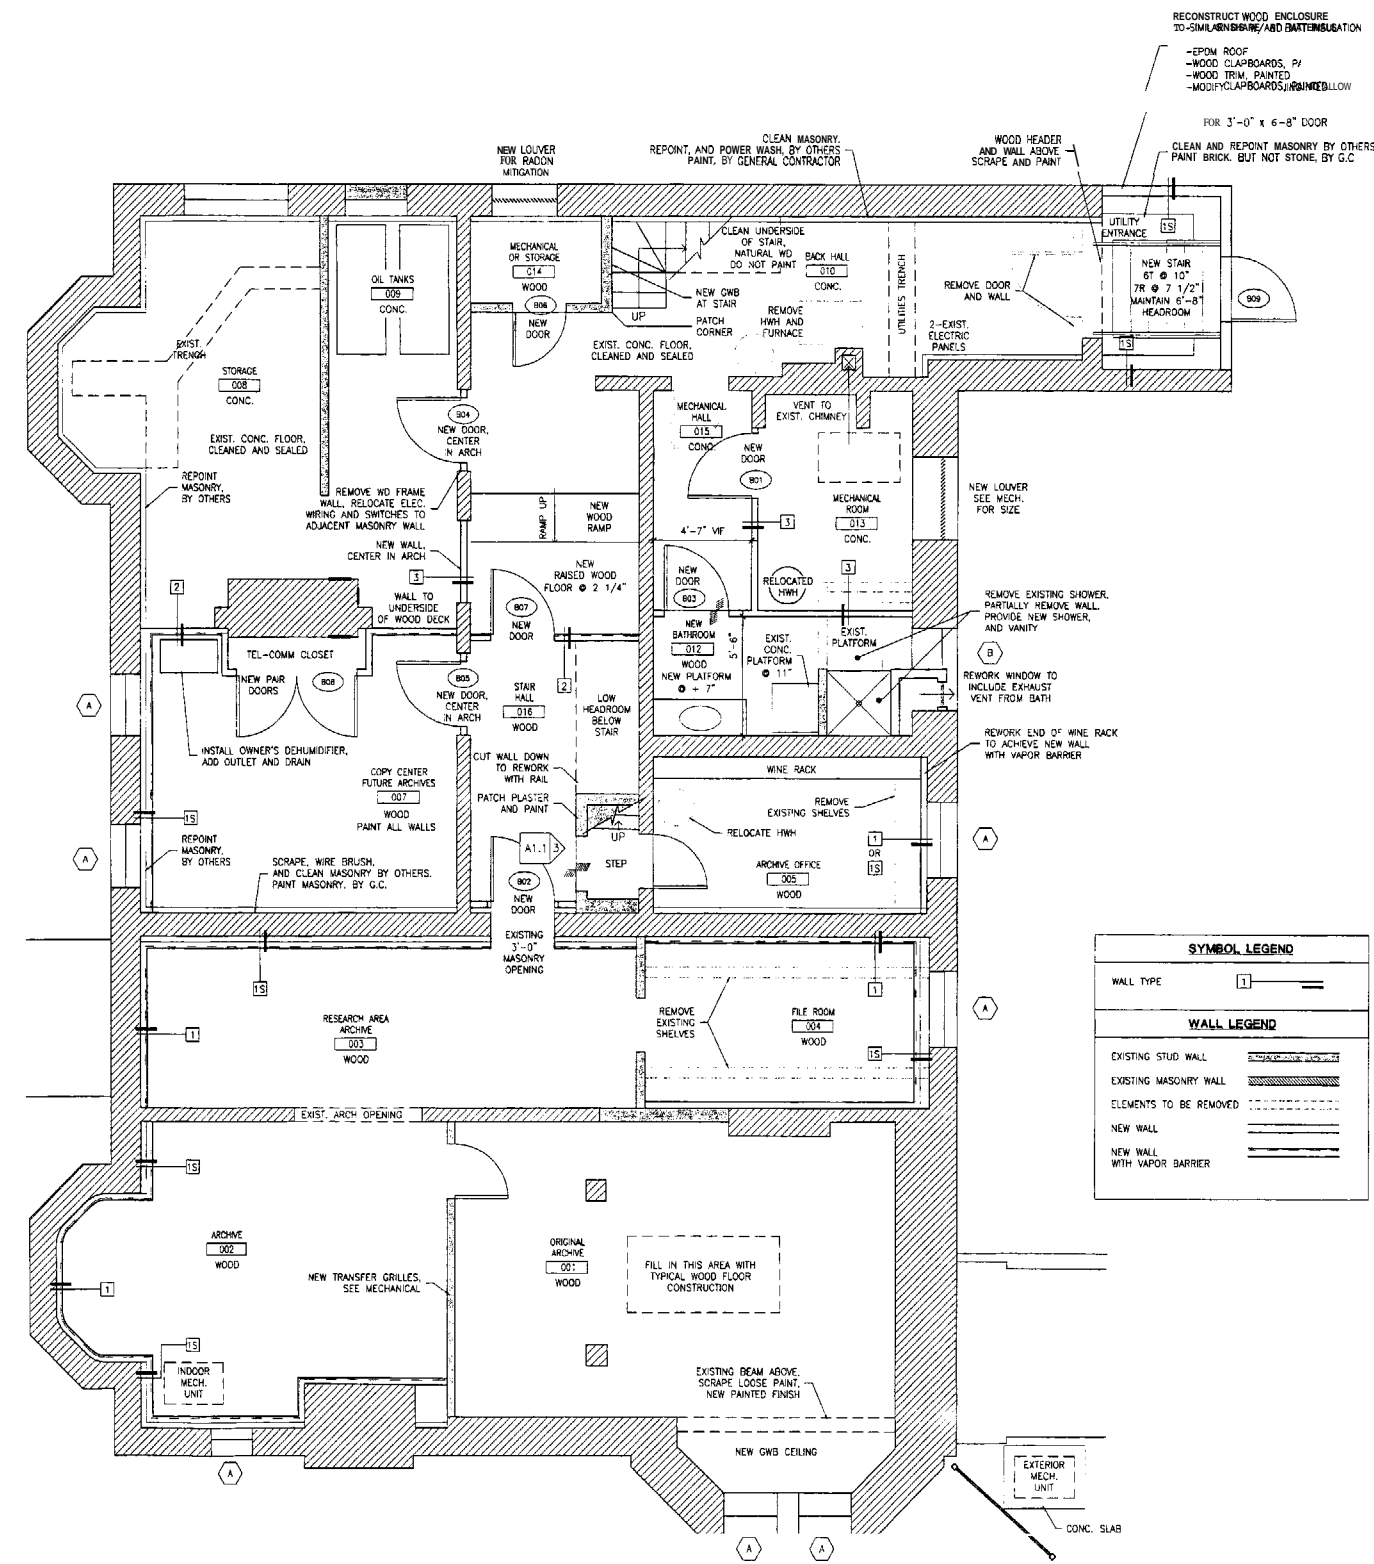 RECONSTRUCT WOOD ENCLOSURE
-EPDM ROOF
-WOOD CLAPBOARDS,
-WOOD TRIM, PAINTED
FOR 3'-0" x 6-8" DOOR
CLEAN AND REPOINT MASONRY BY OTHERS
PAINT BRICK. BUT NOT STONE, BY G.C
WOOD HEADER
AND WALL ABOVE
SCRAPE AND PAINT
CLEAN MASONRY.
REPOINT, AND POWER WASH, BY OTHERS
PAINT, BY GENERAL CONTRACTOR
NEW LOUVER
FOR RADON
MITIGATION
UTILITY
ENTRANCE
1S
NEW STAIR
6T @ 10"
7R @ 7 1/2"
MAINTAIN 6'-8"
HEADROOM
B09
1S
MECHANICAL
OR STORAGE
014
WOOD
B06
NEW
DOOR
CLEAN UNDERSIDE
OF STAIR,
NATURAL WD
DO NOT PAINT
BACK HALL
010
CONC.
UTILITIES TRENCH
REMOVE DOOR
AND WALL
2-EXIST.
ELECTRIC
PANELS
NEW GWB
AT STAIR
UP
PATCH
CORNER
REMOVE
HWH AND
FURNACE
EXIST. CONC. FLOOR,
CLEANED AND SEALED
OIL TANKS
009
CONC.
EXIST.
TRENCH
STORAGE
008
CONC.
EXIST. CONC. FLOOR,
CLEANED AND SEALED
REPOINT
MASONRY,
BY OTHERS
B04
NEW DOOR,
CENTER
IN ARCH
REMOVE WD FRAME
WALL, RELOCATE ELEC.
WIRING AND SWITCHES TO
ADJACENT MASONRY WALL
NEW WALL,
CENTER IN ARCH
3
WALL TO
UNDERSIDE
OF WOOD DECK
2
MECHANICAL
HALL
015
CONC.
VENT TO
EXIST. CHIMNEY
NEW
DOOR
B01
MECHANICAL
ROOM
013
CONC.
3
4'-7" VIF
NEW LOUVER
SEE MECH.
FOR SIZE
RAMP UP
NEW
WOOD
RAMP
NEW
RAISED WOOD
FLOOR @ 2 1/4"
B07
NEW
DOOR
2
NEW
DOOR
B03
RELOCATED
HWH
3
REMOVE EXISTING SHOWER.
PARTIALLY REMOVE WALL.
PROVIDE NEW SHOWER,
AND VANITY
NEW
BATHROOM
012
WOOD
NEW PLATFORM
@ + 7"
5'-6"
EXIST.
CONC.
PLATFORM
@ 11"
EXIST.
PLATFORM
B
REWORK WINDOW TO
INCLUDE EXHAUST
VENT FROM BATH
TEL-COMM CLOSET
NEW PAIR
DOORS
B08
B05
NEW DOOR,
CENTER
IN ARCH
STAIR
HALL
016
WOOD
LOW
HEADROOM
BELOW
STAIR
A
INSTALL OWNER'S DEHUMIDIFIER,
ADD OUTLET AND DRAIN
COPY CENTER
FUTURE ARCHIVES
007
WOOD
PAINT ALL WALLS
1S
CUT WALL DOWN
TO REWORK
WITH RAIL
PATCH PLASTER
AND PAINT
REWORK END OF WINE RACK
TO ACHIEVE NEW WALL
WITH VAPOR BARRIER
WINE RACK
REMOVE
EXISTING SHELVES
RELOCATE HWH
1
OR
1S
A
ARCHIVE OFFICE
005
WOOD
UP
STEP
A1.1 3
B02
NEW
DOOR
A
REPOINT
MASONRY,
BY OTHERS
SCRAPE, WIRE BRUSH,
AND CLEAN MASONRY BY OTHERS.
PAINT MASONRY, BY G.C.
EXISTING
3'-0"
MASONRY
OPENING
1S
1
RESEARCH AREA
ARCHIVE
003
WOOD
REMOVE
EXISTING
SHELVES
FILE ROOM
004
WOOD
1
1S
A
EXIST. ARCH OPENING
SYMBOL LEGEND
WALL TYPE
1
WALL LEGEND
EXISTING STUD WALL
EXISTING MASONRY WALL
ELEMENTS TO BE REMOVED
NEW WALL
NEW WALL
WITH VAPOR BARRIER
1S
ARCHIVE
002
WOOD
1
1S
INDOOR
MECH.
UNIT
NEW TRANSFER GRILLES,
SEE MECHANICAL
ORIGINAL
ARCHIVE
001
WOOD
FILL IN THIS AREA WITH
TYPICAL WOOD FLOOR
CONSTRUCTION
EXISTING BEAM ABOVE,
SCRAPE LOOSE PAINT,
NEW PAINTED FINISH
NEW GWB CEILING
A
A
A
EXTERIOR
MECH.
UNIT
CONC. SLAB